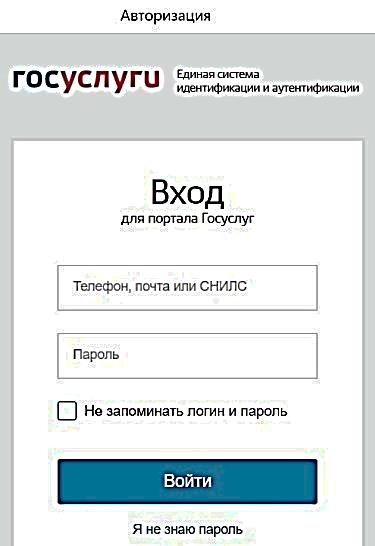 Авторизация
госуслуги
Единая система
идентификации и аутентификации
Вход
для портала Госуслуг
Телефон, почта или СНИЛС
Пароль
Не запоминать логин и пароль
Войти
Я не знаю пароль